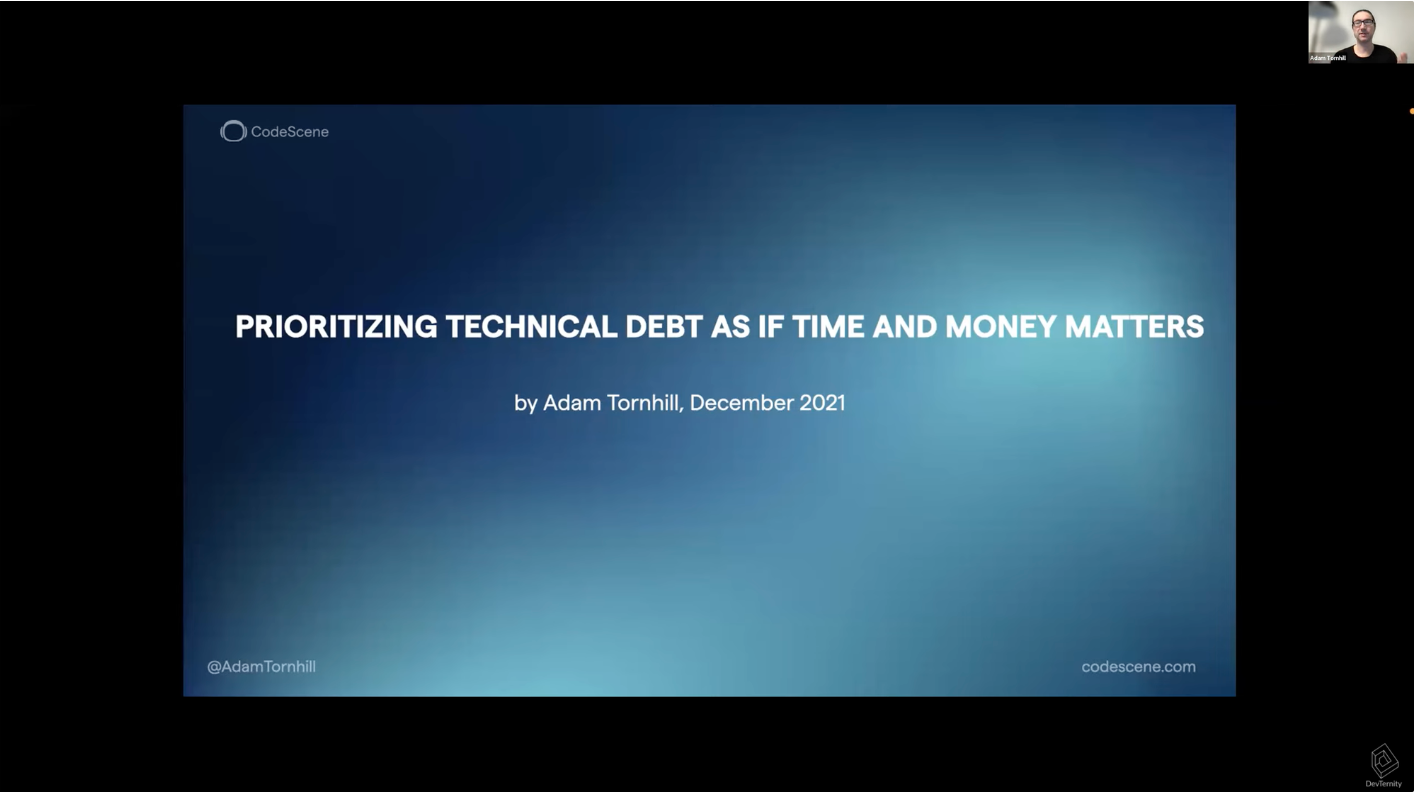 Adam Tornhill
CodeScene
PRIORITIZING TECHNICAL DEBT AS IF TIME AND MONEY MATTERS
by Adam Tornhill, December 2021
@AdamTornhill
codescene.com
DevTernity